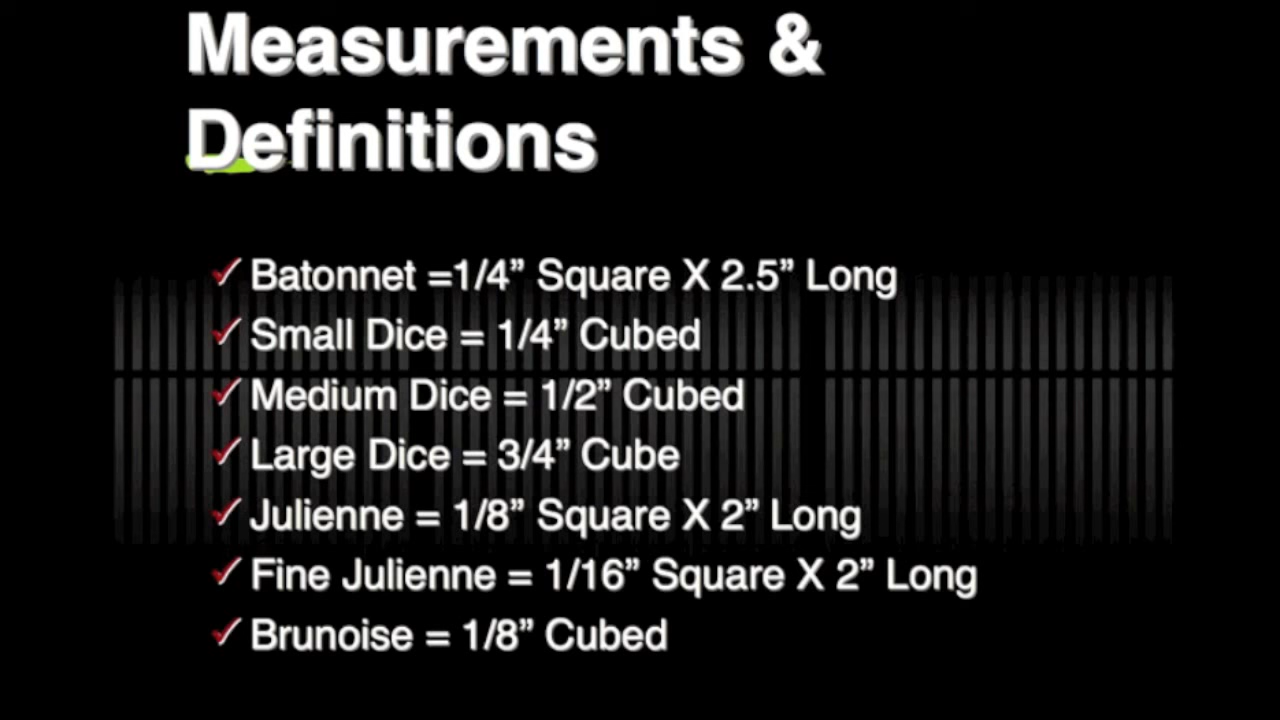 Measurements &
Definitions
Batonnet =1/4” Square X 2.5” Long
Small Dice = 1/4” Cubed
Medium Dice = 1/2” Cubed
Large Dice = 3/4” Cube
Julienne = 1/8” Square X 2” Long
Fine Julienne = 1/16” Square X 2” Long
Brunoise = 1/8” Cubed